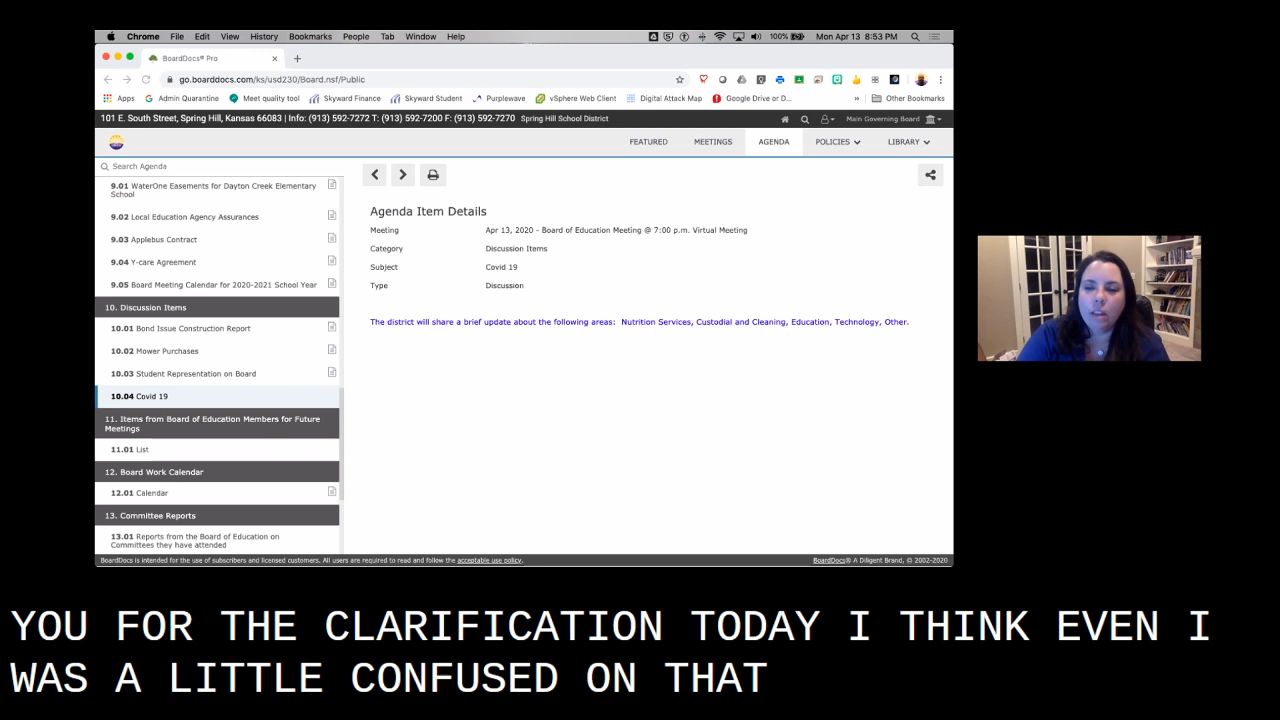 Chrome File Edit View History Bookmarks People Tab Window Help 100% Mon Apr 13 8:53 PM
BoardDocs® Pro
go.boarddocs.com/ks/usd230/Board.nsf/Public
Apps Admin Quarantine Meet quality tool Skyward Finance Skyward Student Purplewave vSphere Web Client Digital Attack Map Google Drive or D... » Other Bookmarks
101 E. South Street, Spring Hill, Kansas 66083 | Info: (913) 592-7272 T: (913) 592-7200 F: (913) 592-7270 Spring Hill School District Main Governing Board
FEATURED MEETINGS AGENDA POLICIES LIBRARY
Search Agenda
9.01 WaterOne Easements for Dayton Creek Elementary
School
9.02 Local Education Agency Assurances
9.03 Applebus Contract
9.04 Y-care Agreement
9.05 Board Meeting Calendar for 2020-2021 School Year
10. Discussion Items
10.01 Bond Issue Construction Report
10.02 Mower Purchases
10.03 Student Representation on Board
10.04 Covid 19
11. Items from Board of Education Members for Future
Meetings
11.01 List
12. Board Work Calendar
12.01 Calendar
13. Committee Reports
13.01 Reports from the Board of Education on
Committees they have attended
Agenda Item Details
Meeting Apr 13, 2020 - Board of Education Meeting @ 7:00 p.m. Virtual Meeting
Category Discussion Items
Subject Covid 19
Type Discussion
The district will share a brief update about the following areas: Nutrition Services, Custodial and Cleaning, Education, Technology, Other.
BoardDocs is intended for the use of subscribers and licensed customers. All users are required to read and follow the acceptable use policy. BoardDocs® A Diligent Brand, © 2002-2020
YOU FOR THE CLARIFICATION TODAY I THINK EVEN I
WAS A LITTLE CONFUSED ON THAT